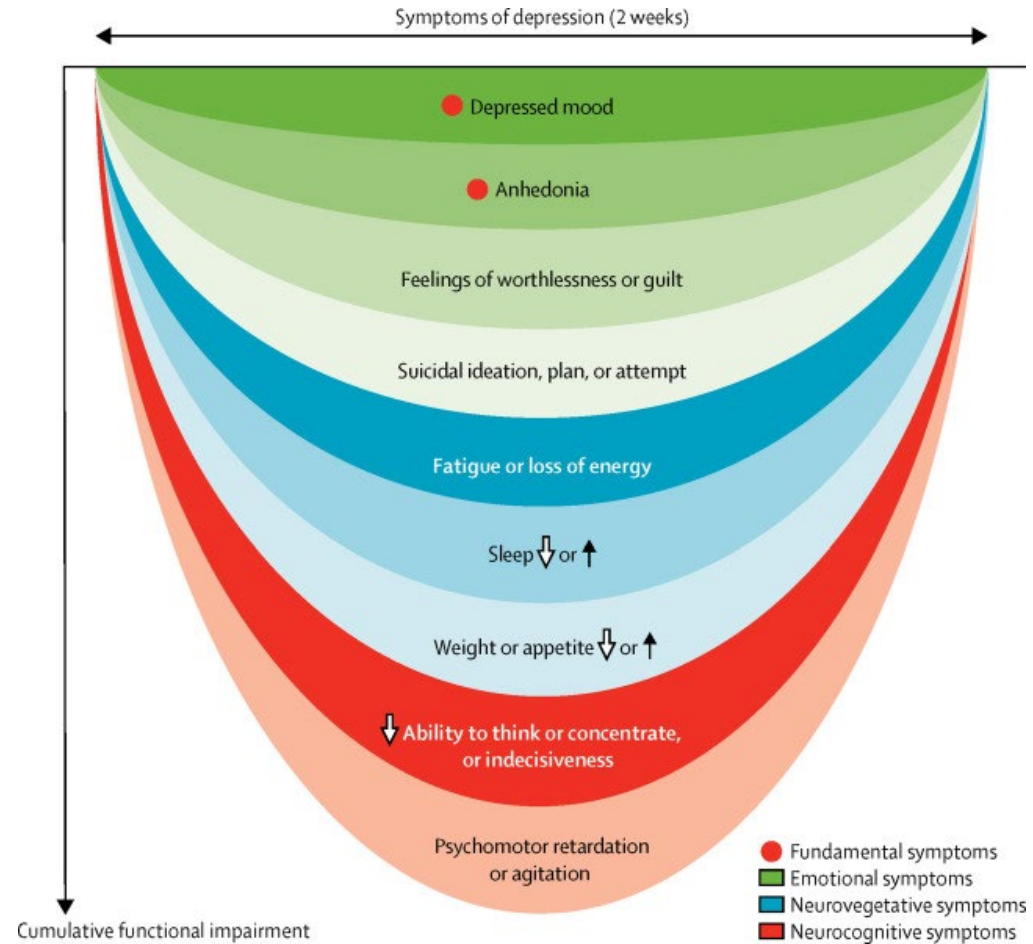 Symptoms of depression (2 weeks)
Depressed mood
Anhedonia
Feelings of worthlessness or guilt
Suicidal ideation, plan, or attempt
Fatigue or loss of energy
Sleep ⇩ or ↑
Weight or appetite ⇩ or ↑
⇩ Ability to think or concentrate,
or indecisiveness
Psychomotor retardation
or agitation
Fundamental symptoms
Emotional symptoms
Neurovegetative symptoms
Neurocognitive symptoms
Cumulative functional impairment